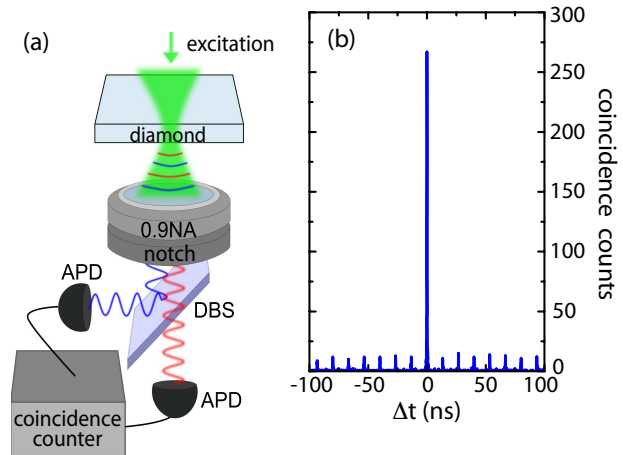 (a)
excitation
diamond
0.9NA
notch
APD
DBS
APD
coincidence
counter
(b)
300
250
200
150
100
50
0
coincidence counts
-100
-50
0
50
100
Δt (ns)